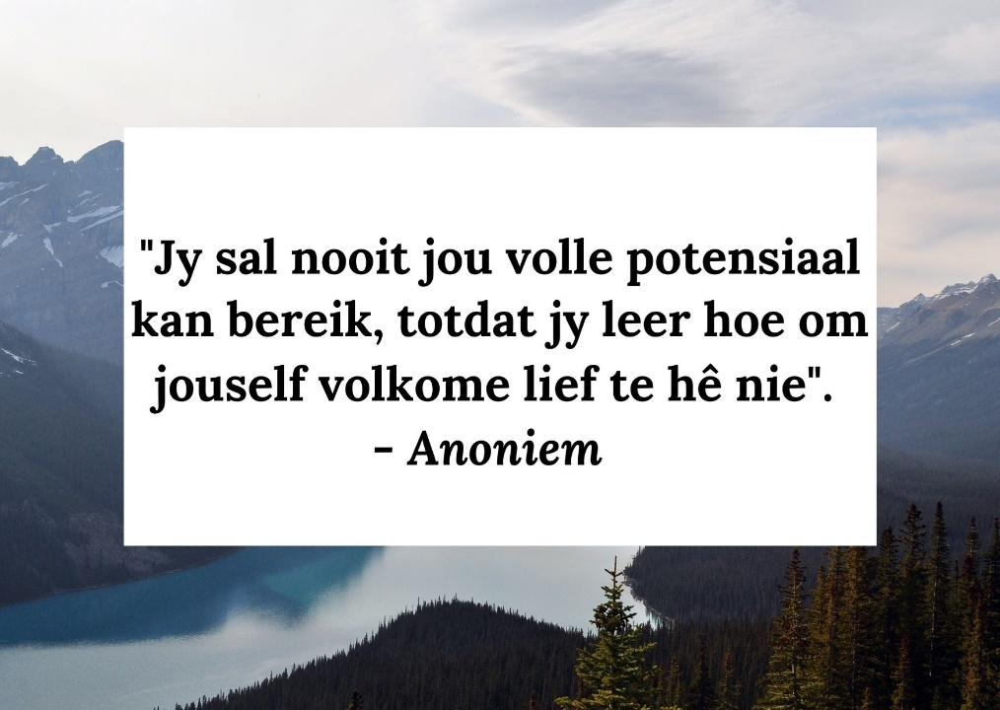 "Jy sal nooit jou volle potensiaal
kan bereik, totdat jy leer hoe om
jouself volkome lief te hê nie".
- Anoniem